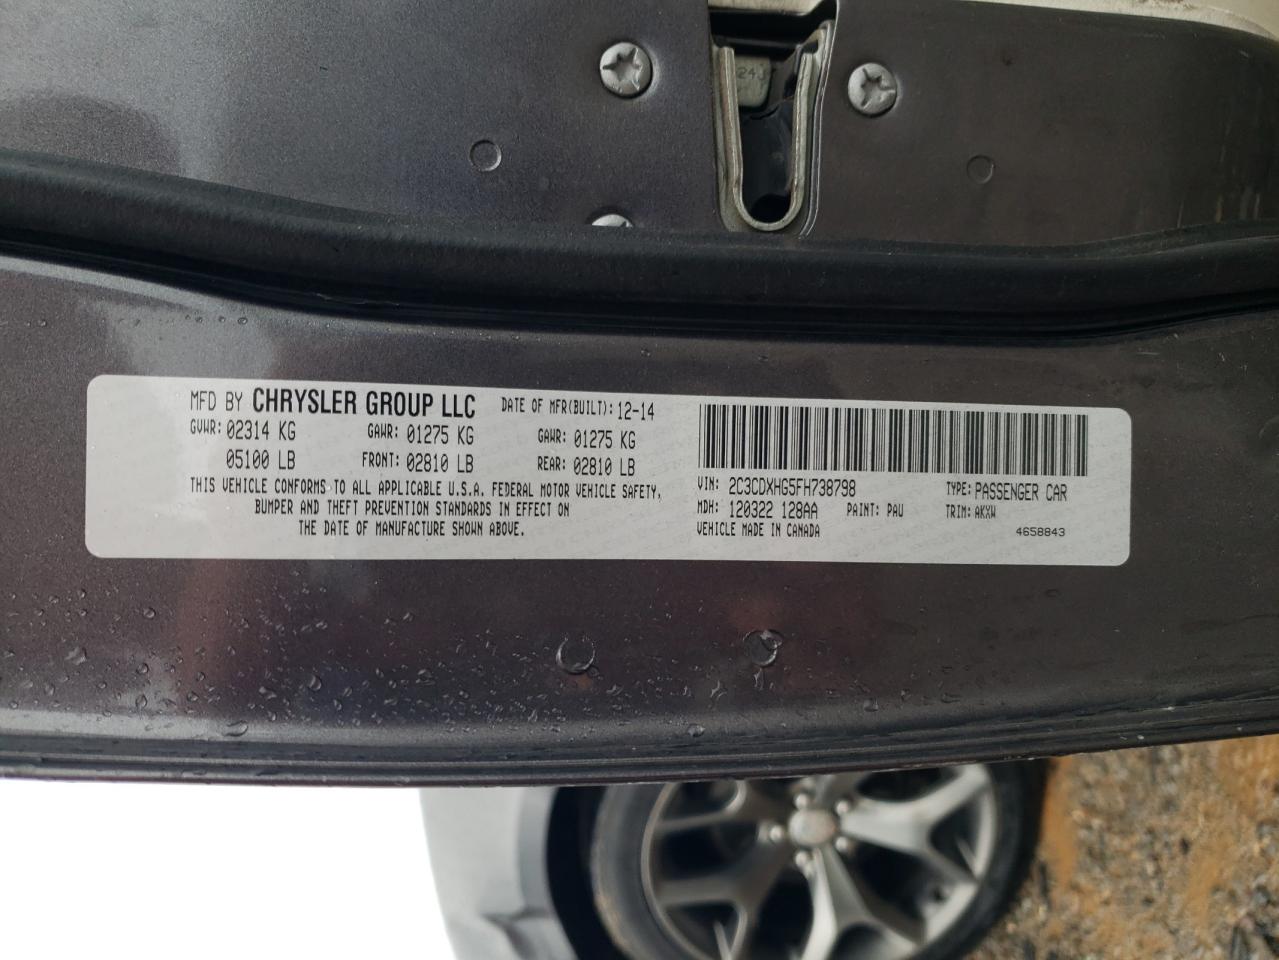 24J
MFD BY CHRYSLER GROUP LLC DATE OF MFR(BUILT): 12-14
GVWR: 02314 KG GAWR: 01275 KG GAWR: 01275 KG
05100 LB FRONT: 02810 LB REAR: 02810 LB
THIS VEHICLE CONFORMS TO ALL APPLICABLE U.S.A. FEDERAL MOTOR VEHICLE SAFETY,
BUMPER AND THEFT PREVENTION STANDARDS IN EFFECT ON
THE DATE OF MANUFACTURE SHOWN ABOVE.
VIN: 2C3CDXHG5FH738798 TYPE: PASSENGER CAR
MDH: 120322 128AA PAINT: PAU TRIM: AKXW
VEHICLE MADE IN CANADA 4658843